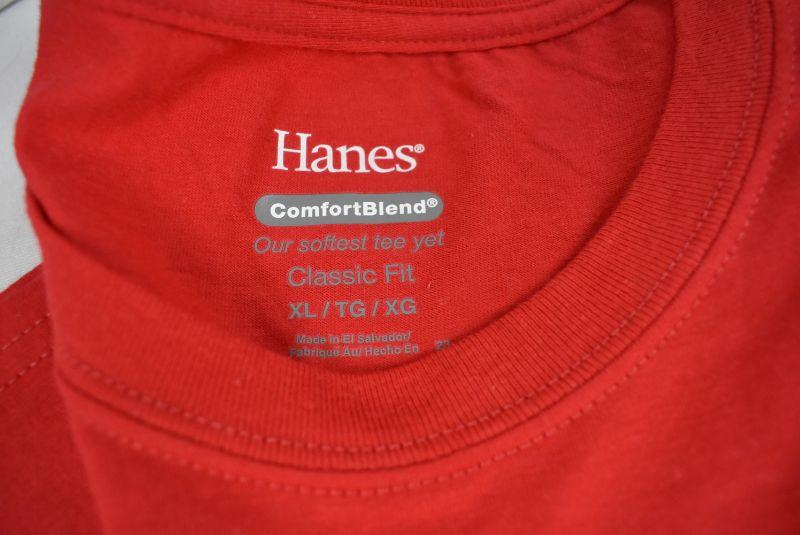 Hanes®
ComfortBlend®
Our softest tee yet
Classic Fit
XL / TG / XG
Made in El Salvador/
Fabriqué Au/ Hecho En